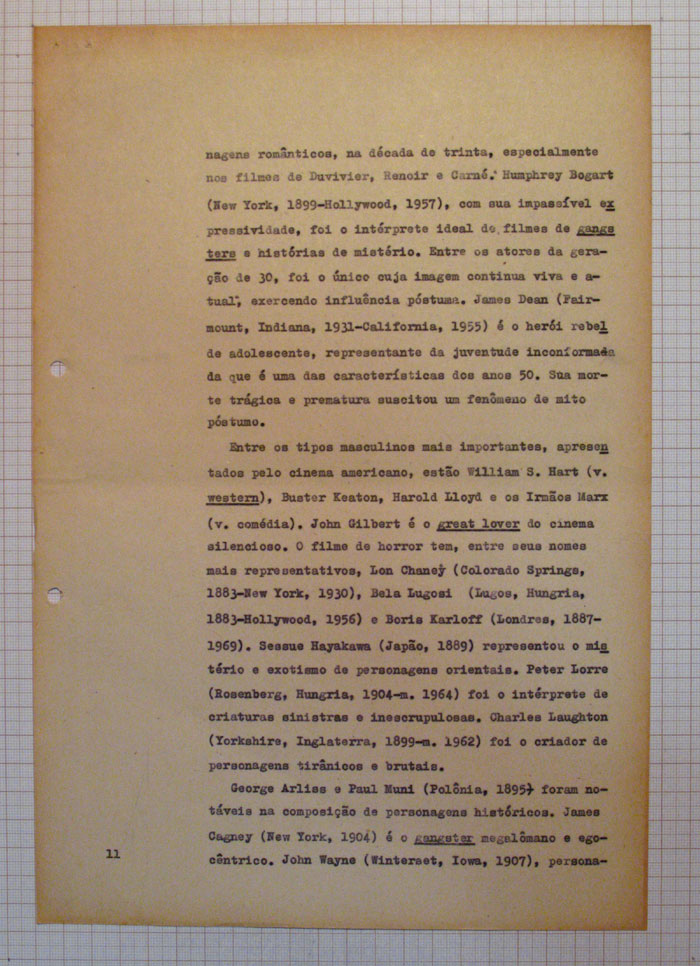 nagens românticos, na década de trinta, especialmente
nos filmes de Duvivier, Renoir e Carné. Humphrey Bogart
(New York, 1899-Hollywood, 1957), com sua impassível ex
pressividade, foi o intérprete ideal de filmes de gangs
ters e histórias de mistério. Entre os atores da gera-
ção de 30, foi o único cuja imagem continua viva e a-
tual, exercendo influência póstuma. James Dean (Fair-
mount, Indiana, 1931-California, 1955) é o herói rebel
de adolescente, representante da juventude inconformada
da que é uma das características dos anos 50. Sua mor-
te trágica e prematura suscitou um fenômeno de mito
póstumo.
Entre os tipos masculinos mais importantes, apresen
tados pelo cinema americano, estão William S. Hart (v.
western), Buster Keaton, Harold Lloyd e os Irmãos Marx
(v. comédia). John Gilbert é o great lover do cinema
silencioso. O filme de horror tem, entre seus nomes
mais representativos, Lon Chaney (Colorado Springs,
1883-New York, 1930), Bela Lugosi (Lugos, Hungria,
1883-Hollywood, 1956) e Boris Karloff (Londres, 1887-
1969). Sessue Hayakawa (Japão, 1889) representou o mis
tério e exotismo de personagens orientais. Peter Lorre
(Rosenberg, Hungria, 1904-m. 1964) foi o intérprete de
criaturas sinistras e inescrupulosas. Charles Laughton
(Yorkshire, Inglaterra, 1899-m. 1962) foi o criador de
personagens tirânicos e brutais.
George Arliss e Paul Muni (Polônia, 1895) foram no-
táveis na composição de personagens históricos. James
Cagney (New York, 1904) é o gangster megalômano e ego-
cêntrico. John Wayne (Winterset, Iowa, 1907), persona-
11